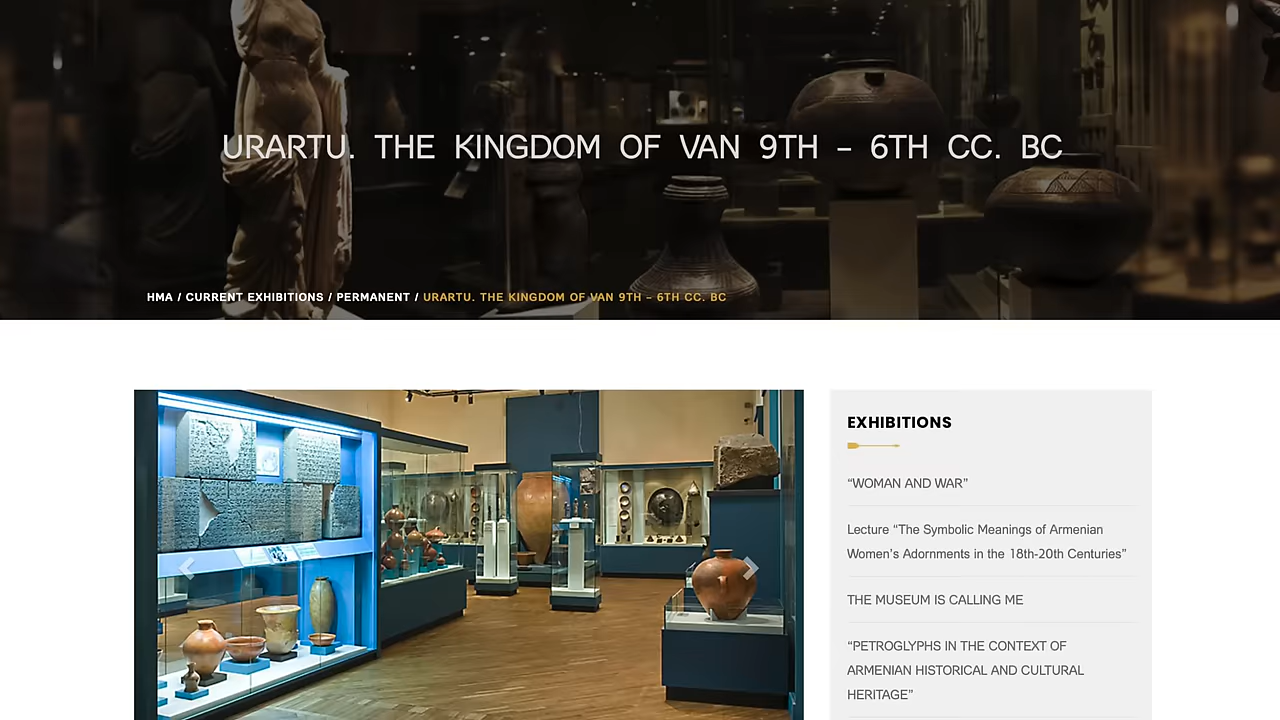 URARTU. THE KINGDOM OF VAN 9TH – 6TH CC. BC
HMA / CURRENT EXHIBITIONS / PERMANENT / URARTU. THE KINGDOM OF VAN 9TH – 6TH CC. BC
EXHIBITIONS
“WOMAN AND WAR”
Lecture “The Symbolic Meanings of Armenian
Women’s Adornments in the 18th-20th Centuries”
THE MUSEUM IS CALLING ME
“PETROGLYPHS IN THE CONTEXT OF
ARMENIAN HISTORICAL AND CULTURAL
HERITAGE”